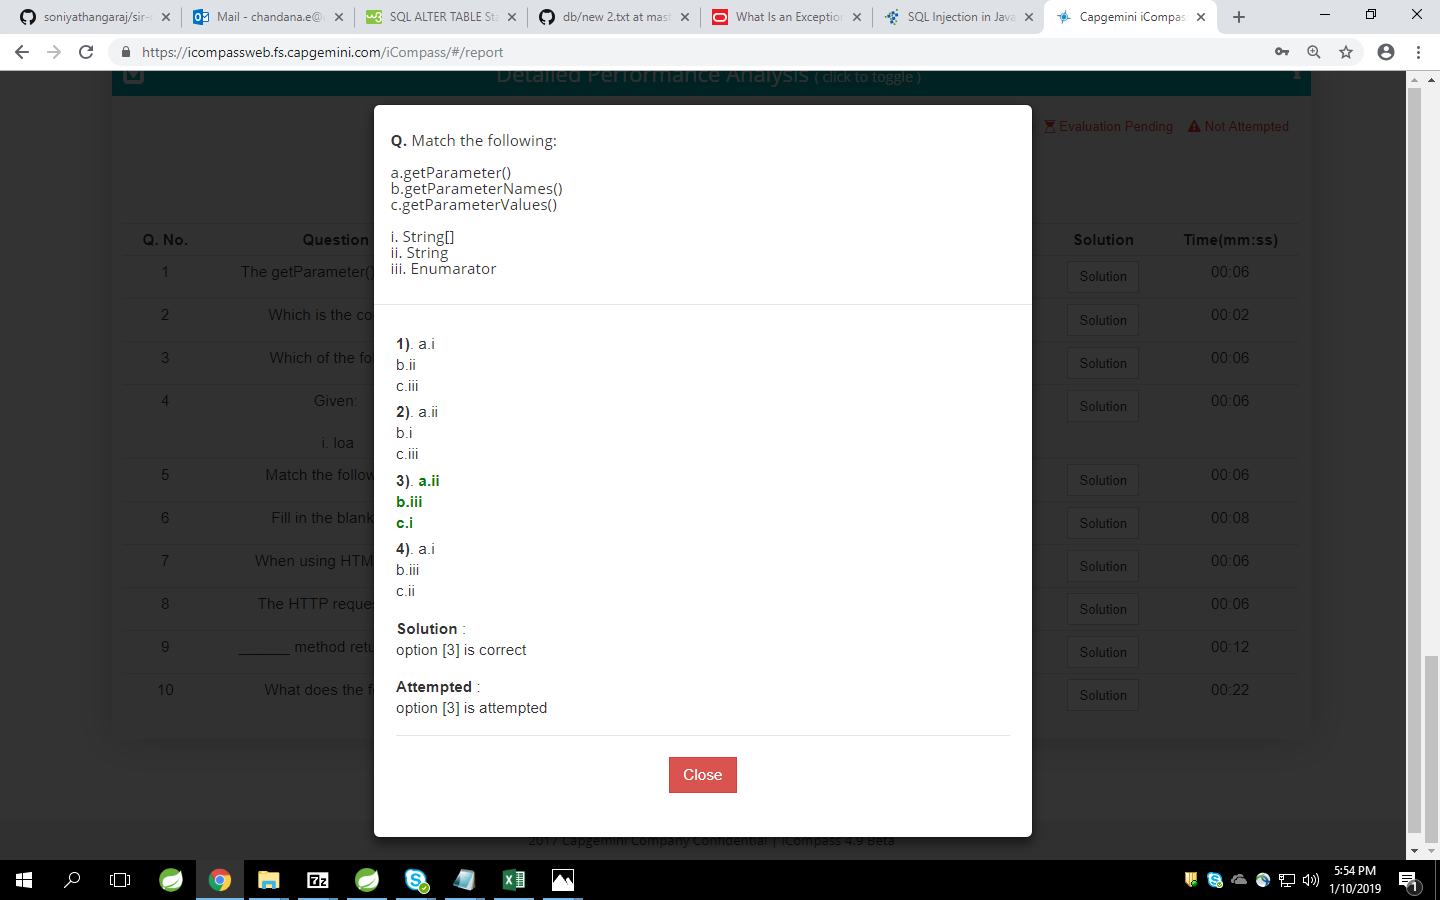 soniyathangaraj/sir-
Mail - chandana.e@
SQL ALTER TABLE Sta
db/new 2.txt at mast
What Is an Exception
SQL Injection in Java
Capgemini iCompas
https://icompassweb.fs.capgemini.com/iCompass/#/report
Detailed Performance Analysis ( click to toggle )
Evaluation Pending Not Attempted
Q. Match the following:
a.getParameter()
b.getParameterNames()
c.getParameterValues()
i. String[]
ii. String
iii. Enumarator
1). a.i
b.ii
c.iii
2). a.ii
b.i
c.iii
3). a.ii
b.iii
c.i
4). a.i
b.iii
c.ii
Solution :
option [3] is correct
Attempted :
option [3] is attempted
Close
Q. No. Question Solution Time(mm:ss)
1 The getParameter( Solution 00:06
2 Which is the co Solution 00:02
3 Which of the fo Solution 00:06
4 Given: Solution 00:06
i. loa
5 Match the follow Solution 00:06
6 Fill in the blank Solution 00:08
7 When using HTM Solution 00:06
8 The HTTP reque Solution 00:06
9 ______ method retu Solution 00:12
10 What does the f Solution 00:22
2017 Capgemini Company Confidential | iCompass 4.9 Beta
5:54 PM
1/10/2019
1